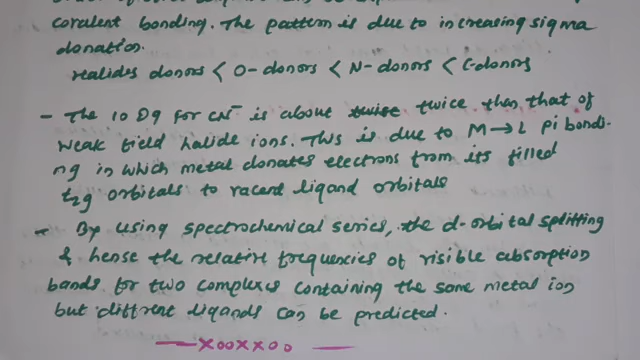 covalent bonding. The pattern is due to increasing sigma
donation.
Halides donors < O-donors < N-donors < C-donors
- The 10 Dq for CN⁻ is about twice twice then that of
weak field halide ions. This is due to M→L pi bondi-
ng in which metal donates electrons from its filled
t2g orbitals to vacant ligand orbitals
- By using spectrochemical series, the d-orbital splitting
& hense the relative frequencies of visible absorption
bands for two complexes containing the same metal ion
but different ligands can be predicted.
—x00xx00—